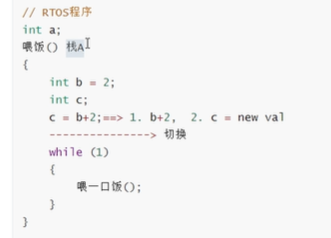 // RTOS程序
int a;
喂饭() 栈A
{
int b = 2;
int c;
c = b+2;==> 1. b+2,  2. c = new val
---------------> 切换
while (1)
{
喂一口饭();
}
}